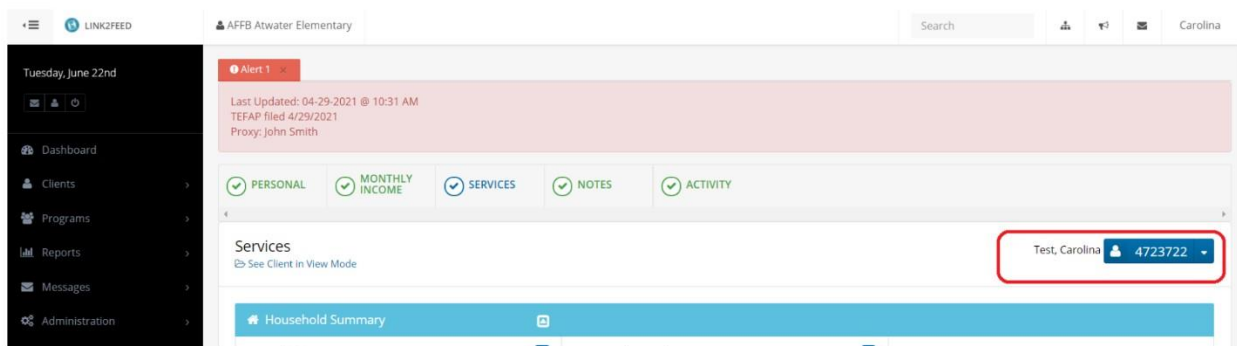 LINK2FEED
AFFB Atwater Elementary
Search
Carolina
Tuesday, June 22nd
Dashboard
Clients
Programs
Reports
Messages
Administration
Alert 1 ×
Last Updated: 04-29-2021 @ 10:31 AM
TEFAP filed 4/29/2021
Proxy: John Smith
PERSONAL
MONTHLY
INCOME
SERVICES
NOTES
ACTIVITY
Services
See Client in View Mode
Test, Carolina 4723722
Household Summary